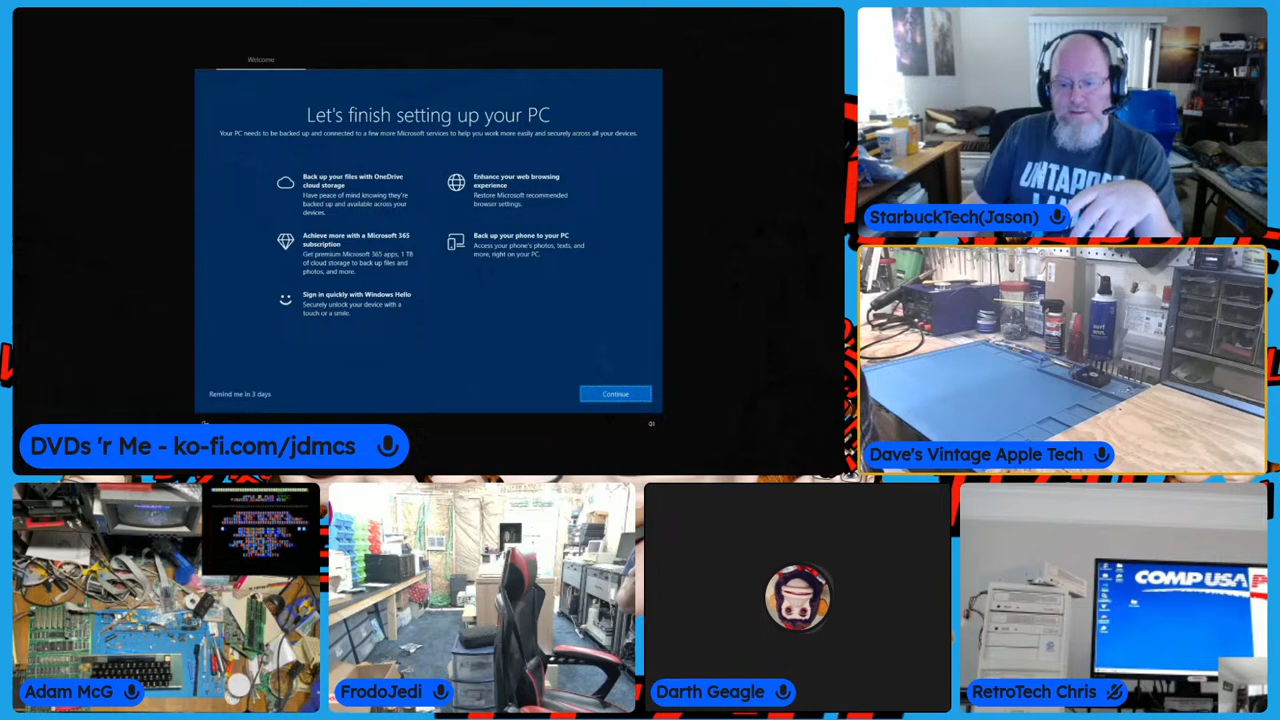 Welcome
Let's finish setting up your PC
Your PC needs to be backed up and connected to a few more Microsoft services to help you work more easily and securely across all your devices.
Back up your files with OneDrive
cloud storage
Have peace of mind knowing they're
backed up and available across your
devices.
Enhance your web browsing
experience
Restore Microsoft recommended
browser settings.
Achieve more with a Microsoft 365
subscription
Get premium Microsoft 365 apps, 1 TB
of cloud storage to back up files and
photos, and more.
Back up your phone to your PC
Access your phone's photos, texts, and
more, right on your PC.
Sign in quickly with Windows Hello
Securely unlock your device with a
touch or a smile.
Remind me in 3 days
Continue
DVDs 'r Me - ko-fi.com/jdmcs
StarbuckTech(Jason)
Dave's Vintage Apple Tech
Adam McG
FrodoJedi
Darth Geagle
COMP USA
RetroTech Chris